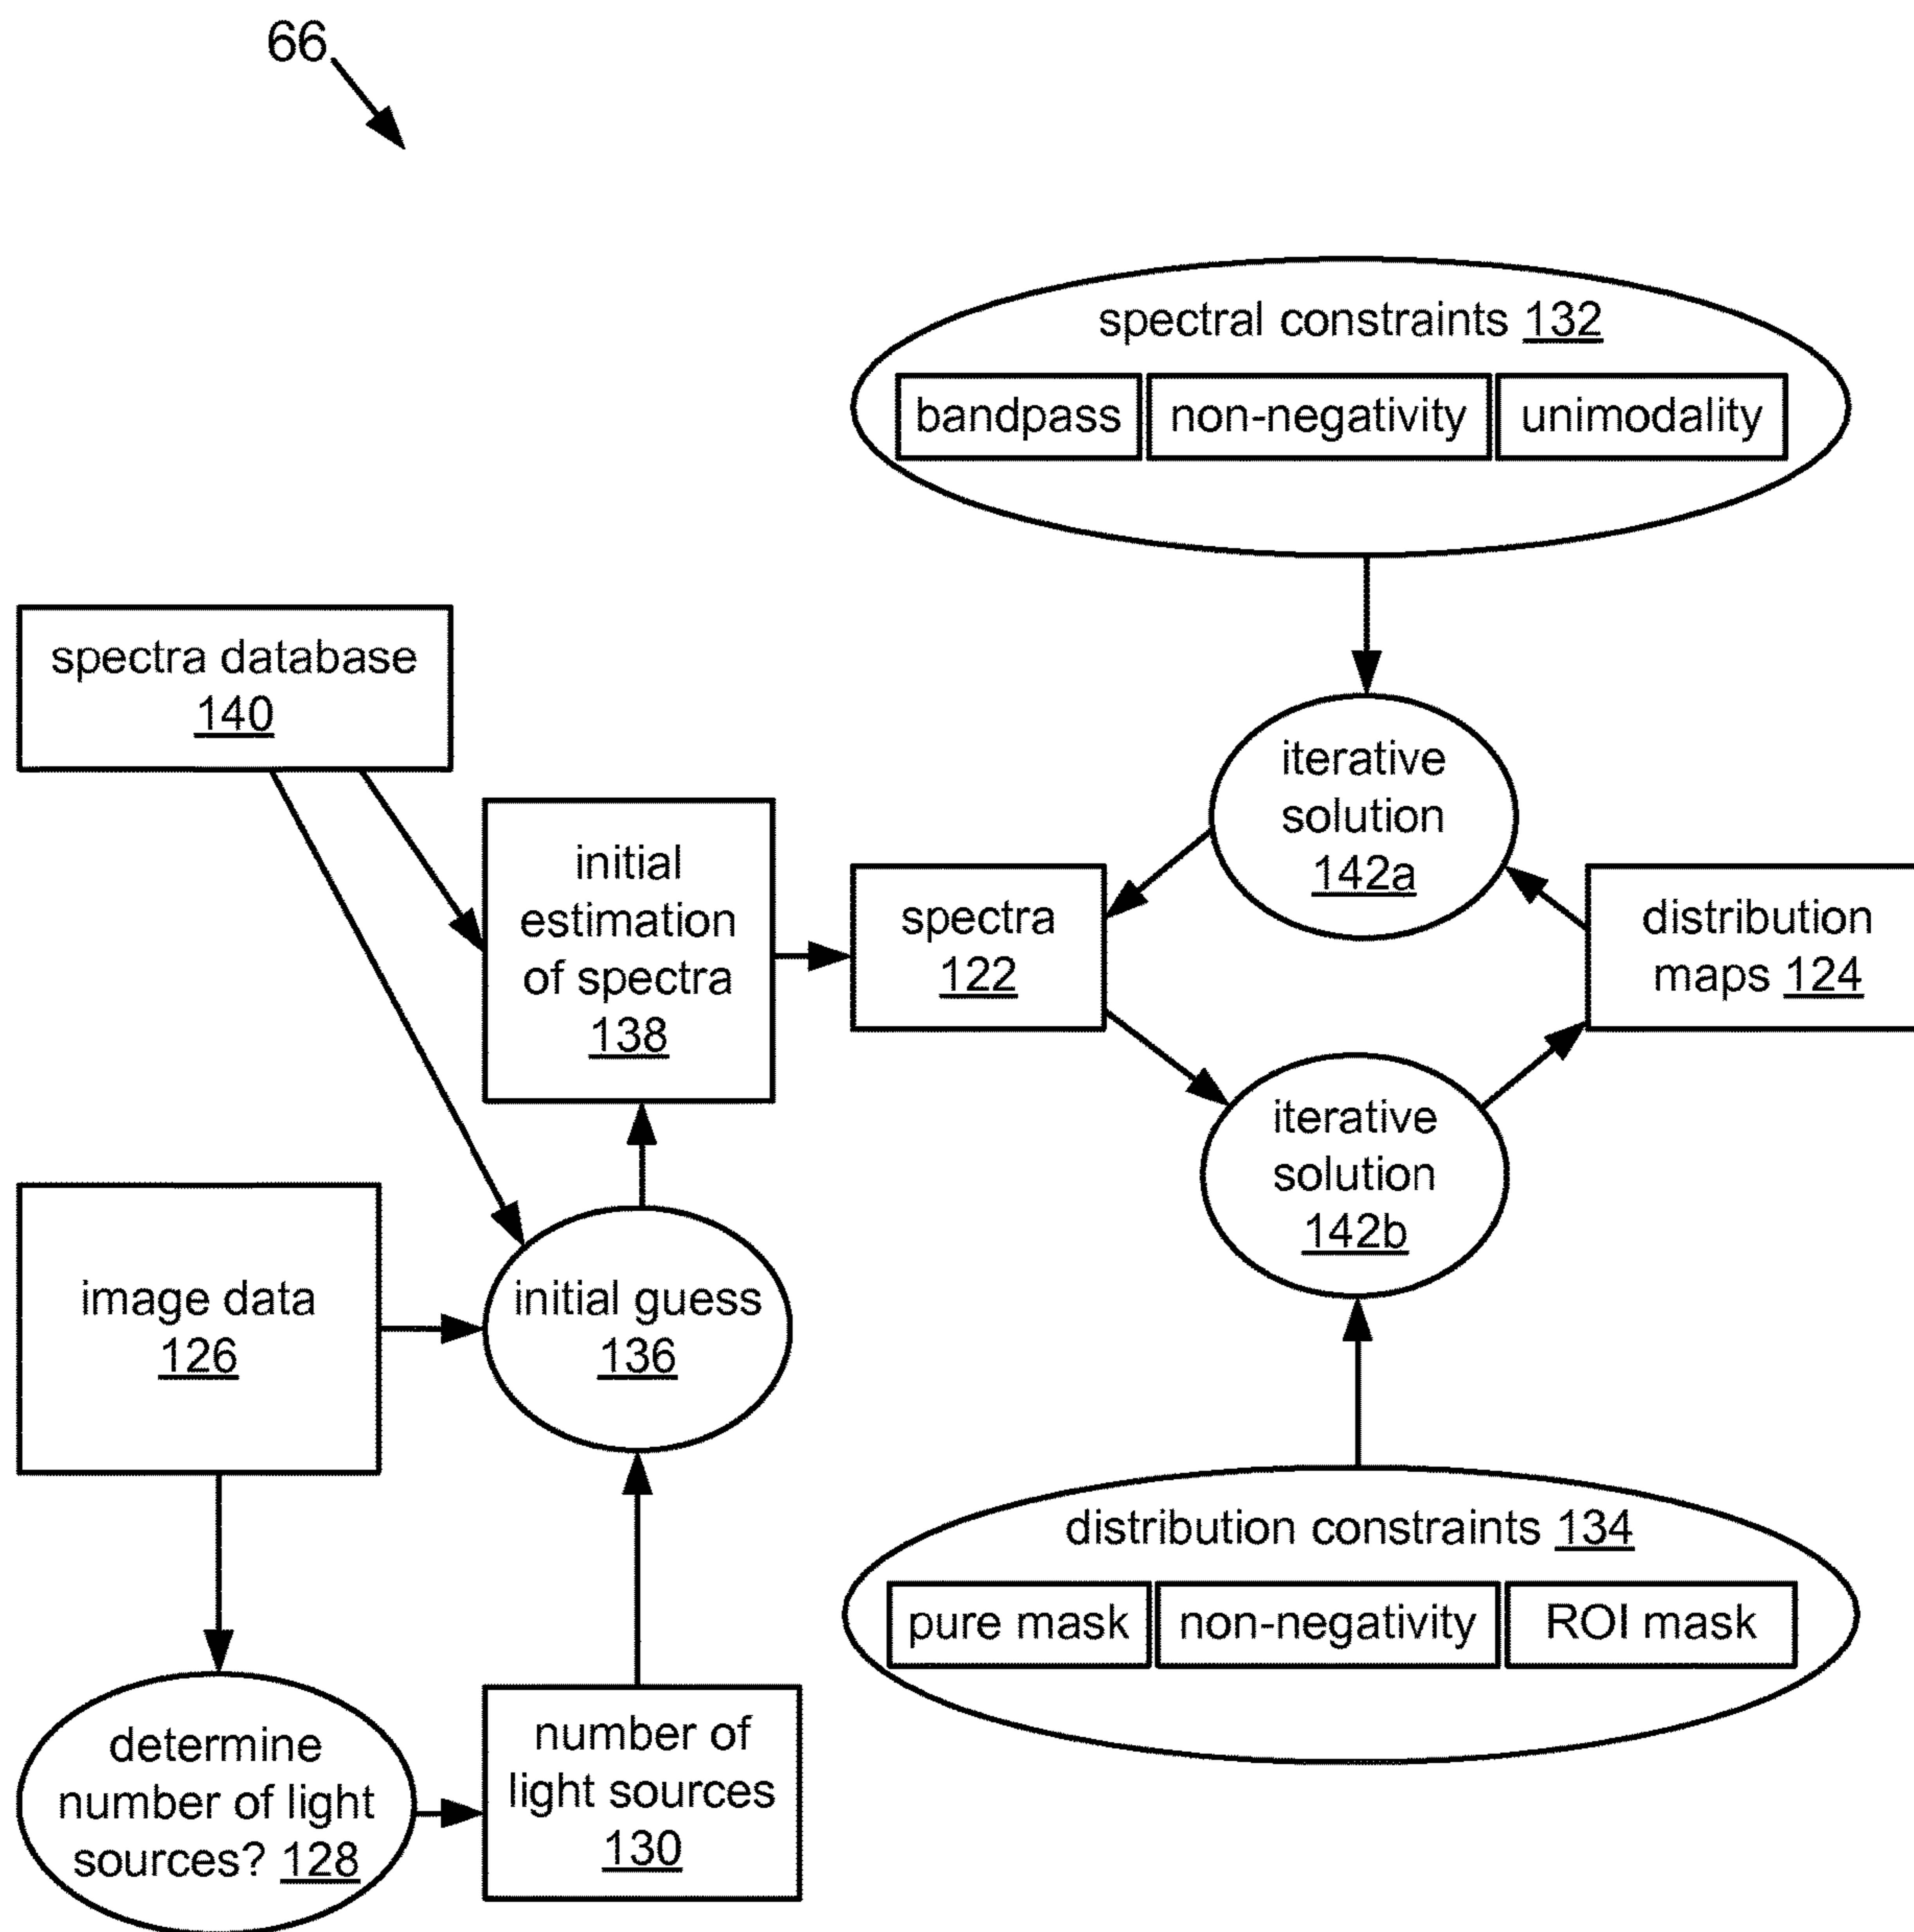 66
spectral constraints 132
bandpass
non-negativity
unimodality
spectra database
140
iterative
solution
142a
initial
estimation
of spectra
138
spectra
122
distribution
maps 124
iterative
solution
142b
image data
126
initial guess
136
distribution constraints 134
pure mask
non-negativity
ROI mask
determine
number of light
sources? 128
number of
light sources
130